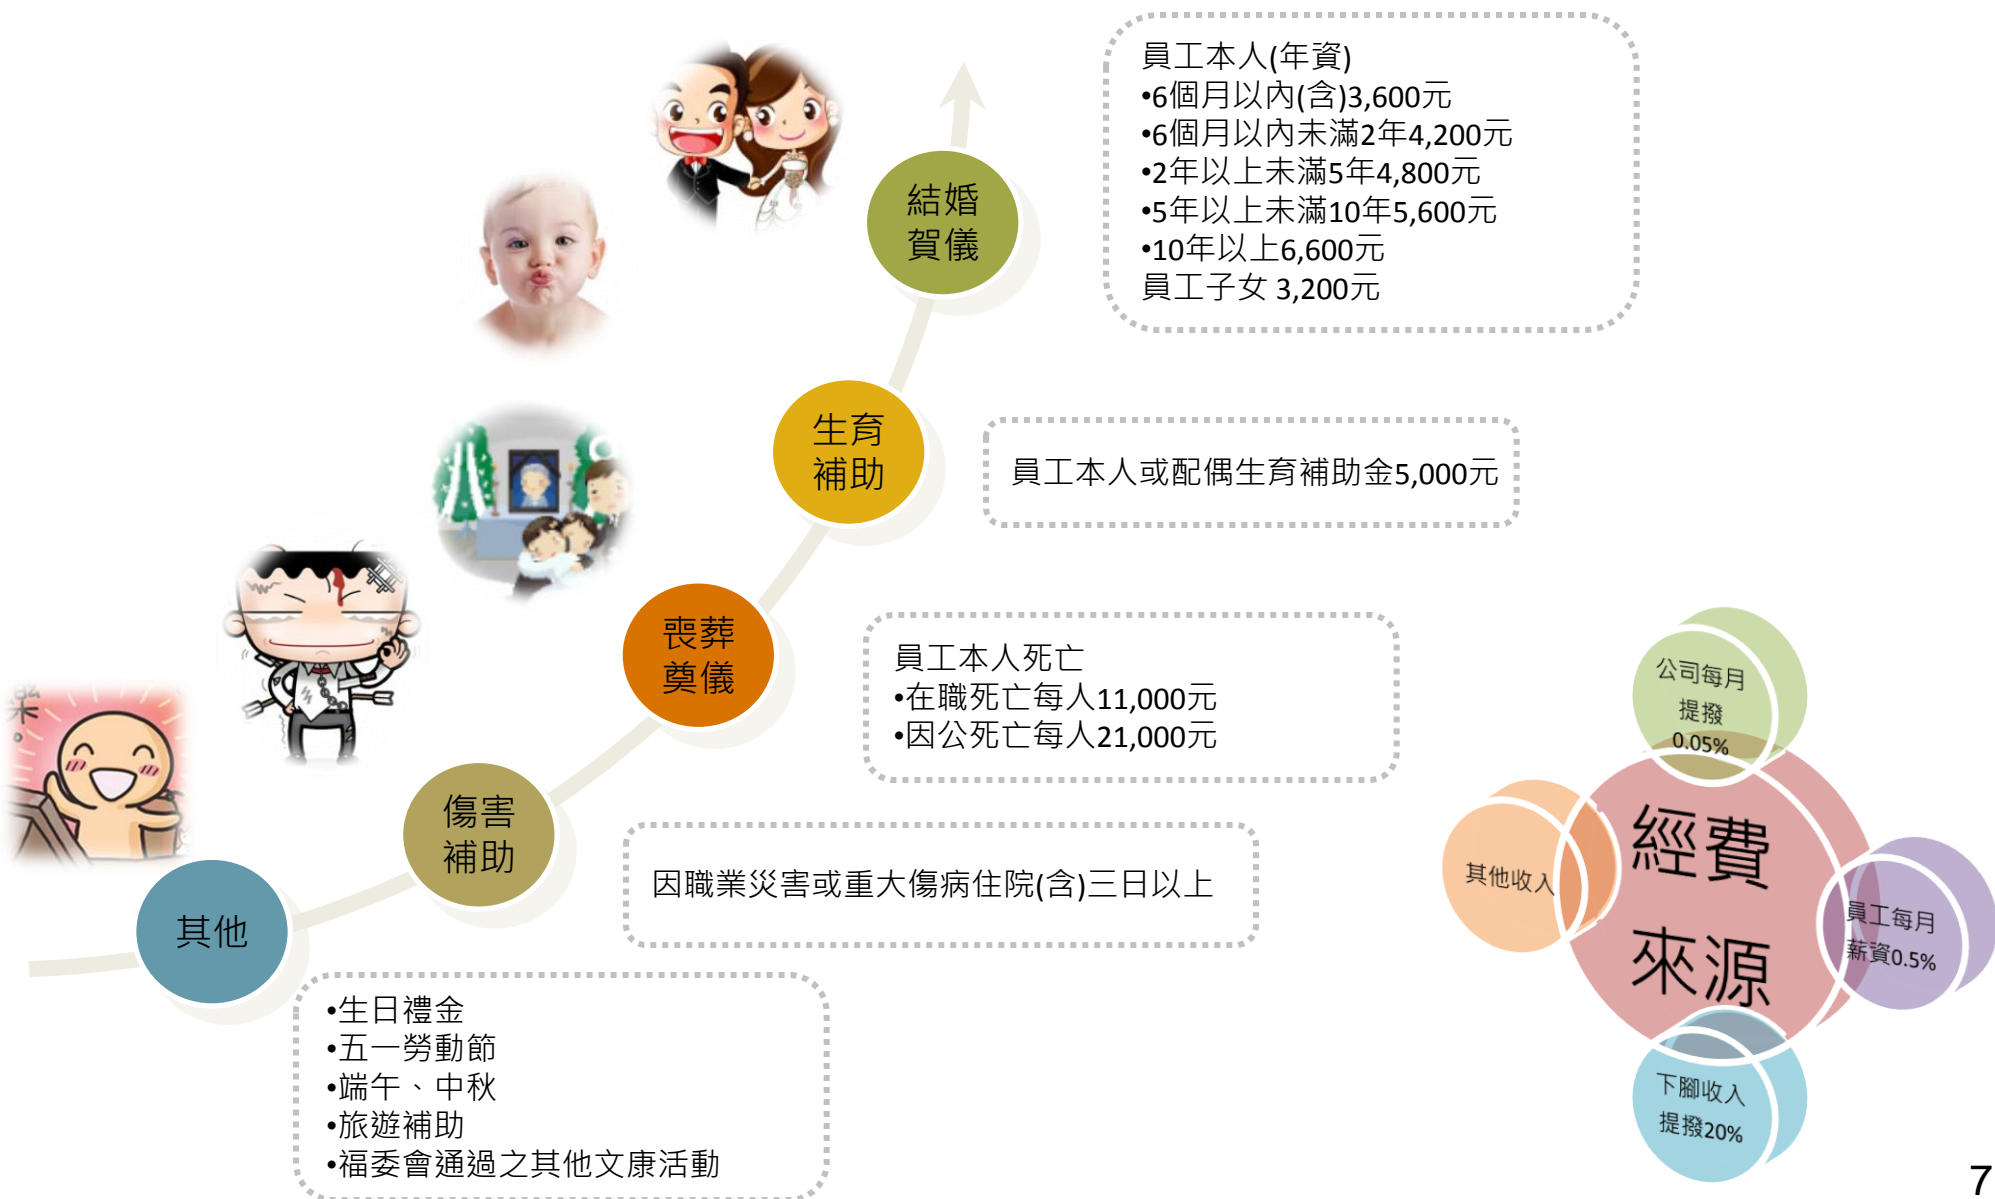 員工本人(年資)
•6個月以內(含)3,600元
•6個月以內未滿2年4,200元
•2年以上未滿5年4,800元
•5年以上未滿10年5,600元
•10年以上6,600元
員工子女 3,200元
結婚
賀儀
生育
補助
員工本人或配偶生育補助金5,000元
喪葬
奠儀
員工本人死亡
•在職死亡每人11,000元
•因公死亡每人21,000元
傷害
補助
因職業災害或重大傷病住院(含)三日以上
其他
•生日禮金
•五一勞動節
•端午、中秋
•旅遊補助
•福委會通過之其他文康活動
公司每月
提撥
0.05%
經費
來源
其他收入
員工每月
薪資0.5%
下腳收入
提撥20%
7